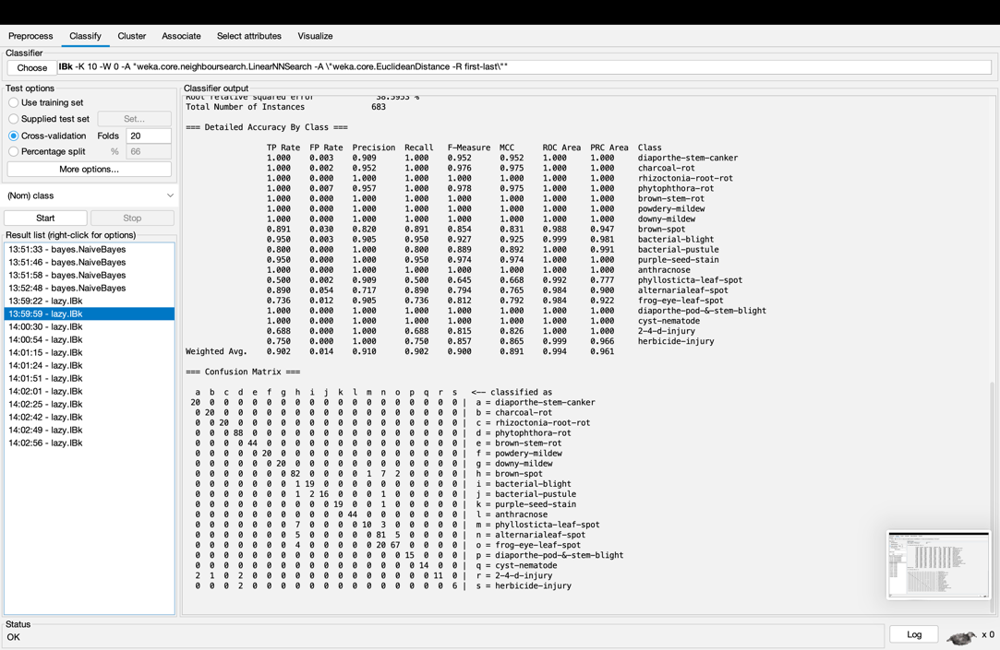 Preprocess Classify Cluster Associate Select attributes Visualize
Classifier
Choose IBk -K 10 -W 0 -A "weka.core.neighboursearch.LinearNNSearch -A \"weka.core.EuclideanDistance -R first-last\""
Test options
Use training set
Supplied test set Set...
Cross-validation Folds 20
Percentage split % 66
More options...
(Nom) class
Start Stop
Result list (right-click for options)
13:51:33 - bayes.NaiveBayes
13:51:46 - bayes.NaiveBayes
13:51:58 - bayes.NaiveBayes
13:52:48 - bayes.NaiveBayes
13:59:22 - lazy.IBk
13:59:59 - lazy.IBk
14:00:30 - lazy.IBk
14:00:54 - lazy.IBk
14:01:15 - lazy.IBk
14:01:24 - lazy.IBk
14:01:51 - lazy.IBk
14:02:01 - lazy.IBk
14:02:25 - lazy.IBk
14:02:42 - lazy.IBk
14:02:49 - lazy.IBk
14:02:56 - lazy.IBk
Classifier output
Root relative squared error 38.5953 %
Total Number of Instances 683
=== Detailed Accuracy By Class ===
TP Rate FP Rate Precision Recall F-Measure MCC ROC Area PRC Area Class
1.000 0.003 0.909 1.000 0.952 0.952 1.000 1.000 diaporthe-stem-canker
1.000 0.002 0.952 1.000 0.976 0.975 1.000 1.000 charcoal-rot
1.000 0.000 1.000 1.000 1.000 1.000 1.000 1.000 rhizoctonia-root-rot
1.000 0.007 0.957 1.000 0.978 0.975 1.000 1.000 phytophthora-rot
1.000 0.000 1.000 1.000 1.000 1.000 1.000 1.000 brown-stem-rot
1.000 0.000 1.000 1.000 1.000 1.000 1.000 1.000 powdery-mildew
1.000 0.000 1.000 1.000 1.000 1.000 1.000 1.000 downy-mildew
0.891 0.030 0.820 0.891 0.854 0.831 0.988 0.947 brown-spot
0.950 0.003 0.905 0.950 0.927 0.925 0.999 0.981 bacterial-blight
0.800 0.000 1.000 0.800 0.889 0.892 1.000 0.991 bacterial-pustule
0.950 0.000 1.000 0.950 0.974 0.974 1.000 1.000 purple-seed-stain
1.000 0.000 1.000 1.000 1.000 1.000 1.000 1.000 anthracnose
0.500 0.002 0.909 0.500 0.645 0.668 0.992 0.777 phyllosticta-leaf-spot
0.890 0.054 0.717 0.890 0.794 0.765 0.984 0.900 alternarialeaf-spot
0.736 0.012 0.905 0.736 0.812 0.792 0.984 0.922 frog-eye-leaf-spot
1.000 0.000 1.000 1.000 1.000 1.000 1.000 1.000 diaporthe-pod-&-stem-blight
1.000 0.000 1.000 1.000 1.000 1.000 1.000 1.000 cyst-nematode
0.688 0.000 1.000 0.688 0.815 0.826 1.000 1.000 2-4-d-injury
0.750 0.000 1.000 0.750 0.857 0.865 0.999 0.966 herbicide-injury
Weighted Avg. 0.902 0.014 0.910 0.902 0.900 0.891 0.994 0.961
=== Confusion Matrix ===
a b c d e f g h i j k l m n o p q r s <-- classified as
20 0 0 0 0 0 0 0 0 0 0 0 0 0 0 0 0 0 0 | a = diaporthe-stem-canker
0 20 0 0 0 0 0 0 0 0 0 0 0 0 0 0 0 0 0 | b = charcoal-rot
0 0 20 0 0 0 0 0 0 0 0 0 0 0 0 0 0 0 0 | c = rhizoctonia-root-rot
0 0 0 88 0 0 0 0 0 0 0 0 0 0 0 0 0 0 0 | d = phytophthora-rot
0 0 0 0 44 0 0 0 0 0 0 0 0 0 0 0 0 0 0 | e = brown-stem-rot
0 0 0 0 0 20 0 0 0 0 0 0 0 0 0 0 0 0 0 | f = powdery-mildew
0 0 0 0 0 0 20 0 0 0 0 0 0 0 0 0 0 0 0 | g = downy-mildew
0 0 0 0 0 0 0 82 0 0 0 0 1 7 2 0 0 0 0 | h = brown-spot
0 0 0 0 0 0 0 1 19 0 0 0 0 0 0 0 0 0 0 | i = bacterial-blight
0 0 0 0 0 0 0 1 2 16 0 0 0 1 0 0 0 0 0 | j = bacterial-pustule
0 0 0 0 0 0 0 0 0 0 19 0 0 1 0 0 0 0 0 | k = purple-seed-stain
0 0 0 0 0 0 0 0 0 0 0 44 0 0 0 0 0 0 0 | l = anthracnose
0 0 0 0 0 0 0 7 0 0 0 0 10 3 0 0 0 0 0 | m = phyllosticta-leaf-spot
0 0 0 0 0 0 0 5 0 0 0 0 0 81 5 0 0 0 0 | n = alternarialeaf-spot
0 0 0 0 0 0 0 4 0 0 0 0 0 20 67 0 0 0 0 | o = frog-eye-leaf-spot
0 0 0 0 0 0 0 0 0 0 0 0 0 0 0 15 0 0 0 | p = diaporthe-pod-&-stem-blight
0 0 0 0 0 0 0 0 0 0 0 0 0 0 0 0 14 0 0 | q = cyst-nematode
2 1 0 2 0 0 0 0 0 0 0 0 0 0 0 0 0 11 0 | r = 2-4-d-injury
0 0 0 2 0 0 0 0 0 0 0 0 0 0 0 0 0 0 6 | s = herbicide-injury
Status
OK
Log x 0